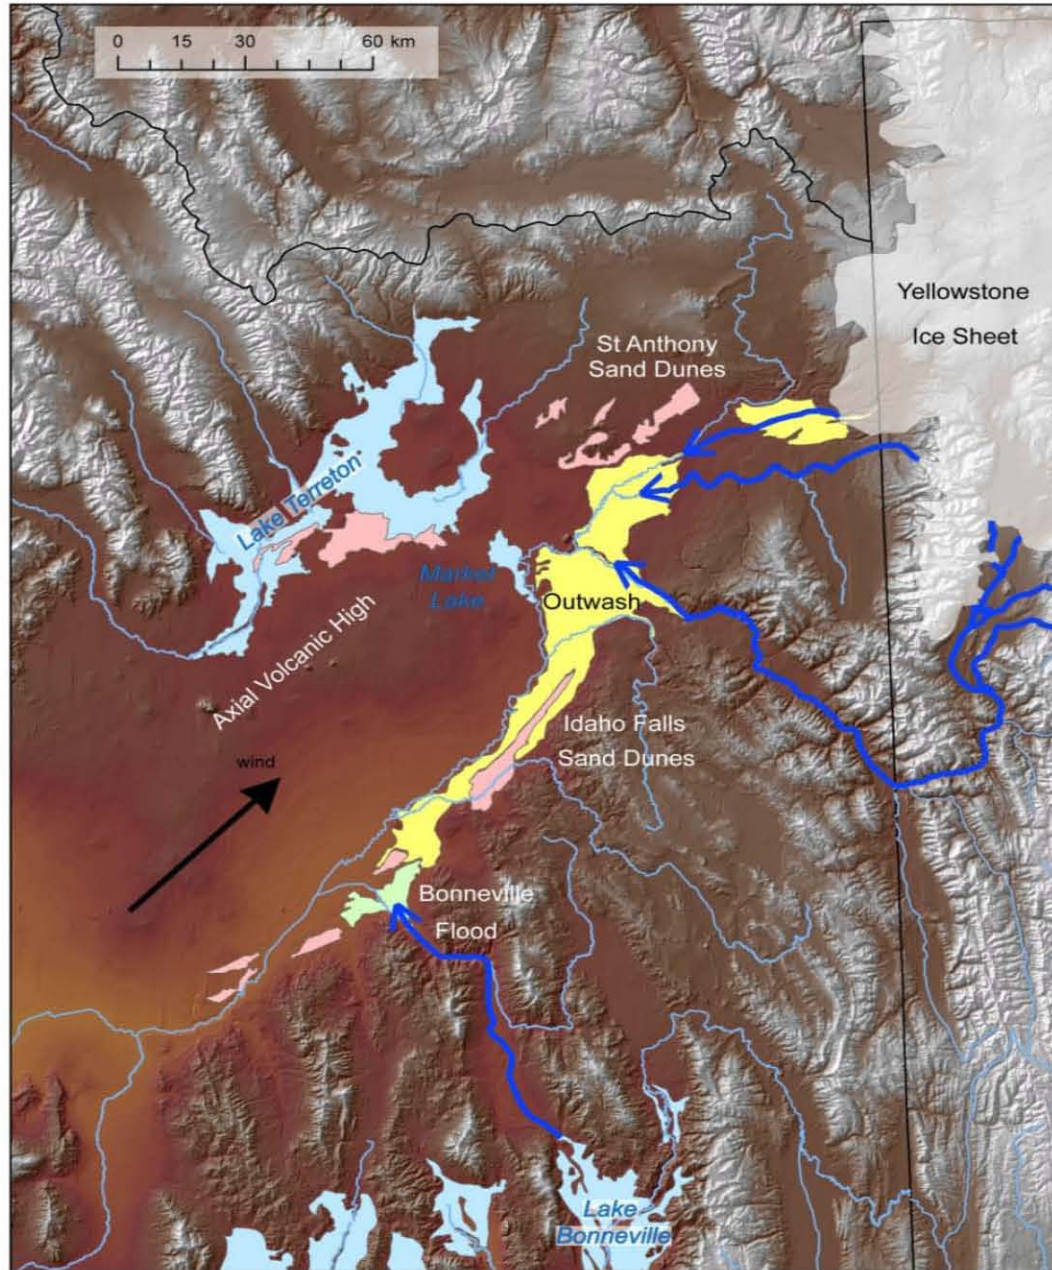 0 15 30 60 km
Yellowstone
Ice Sheet
St Anthony
Sand Dunes
Lake Terreton
Market
Lake
Outwash
Axial Volcanic High
Idaho Falls
Sand Dunes
wind
Bonneville
Flood
Lake
Bonneville